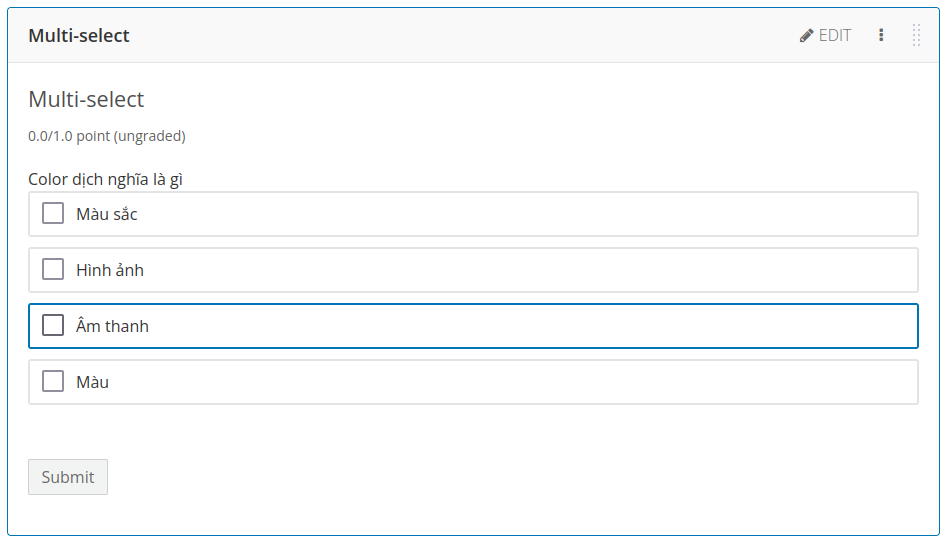 Multi-select
EDIT
Multi-select
0.0/1.0 point (ungraded)
Color dịch nghĩa là gì
Màu sắc
Hình ảnh
Âm thanh
Màu
Submit